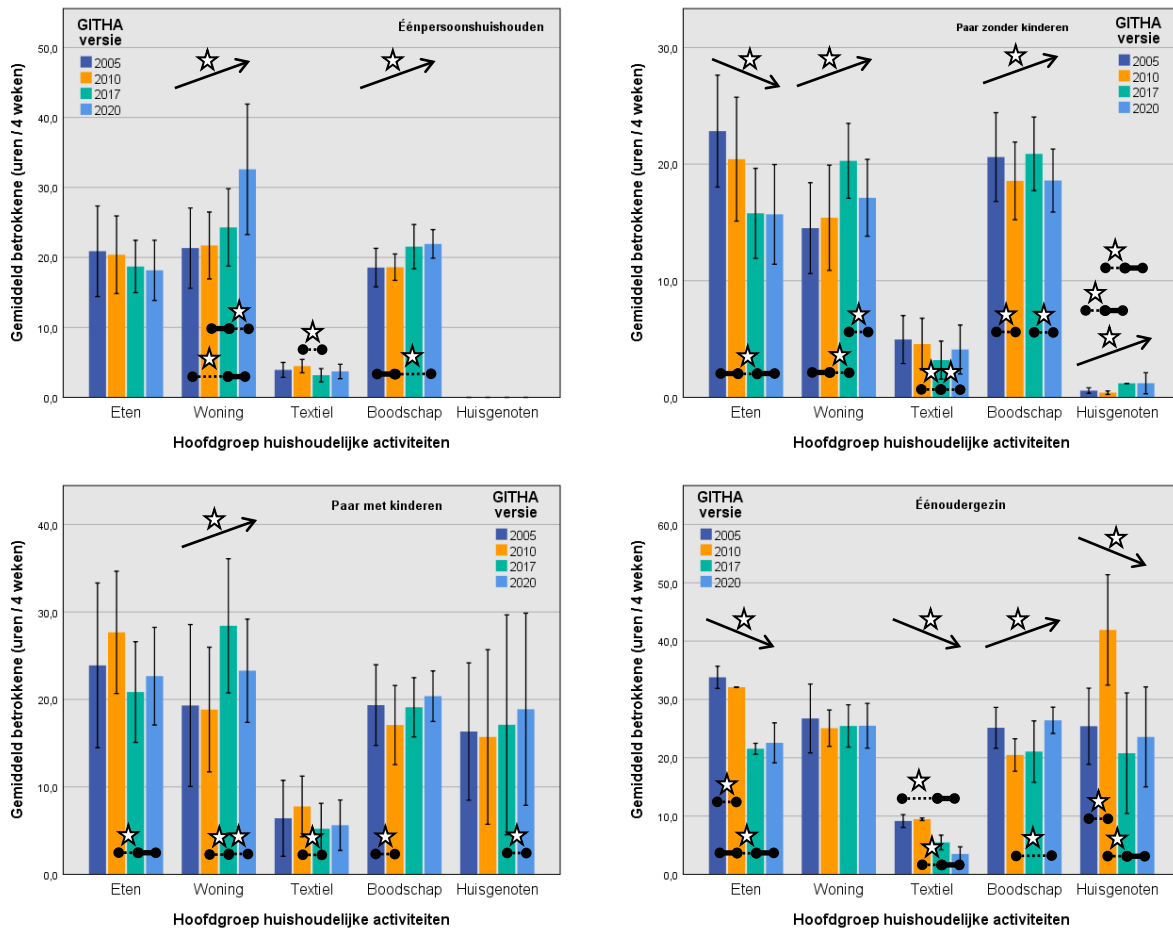 GITHA
versie
2005
2010
2017
2020
Éénpersoonshuishouden
Gemiddeld betrokkene (uren / 4 weken)
50,0
40,0
30,0
20,0
10,0
0,0
Eten Woning Textiel Boodschap Huisgenoten
Hoofdgroep huishoudelijke activiteiten
Paar zonder kinderen
GITHA
versie
2005
2010
2017
2020
Gemiddeld betrokkene (uren / 4 weken)
30,0
20,0
10,0
0,0
Eten Woning Textiel Boodschap Huisgenoten
Hoofdgroep huishoudelijke activiteiten
Paar met kinderen
GITHA
versie
2005
2010
2017
2020
Gemiddeld betrokkene (uren / 4 weken)
40,0
30,0
20,0
10,0
0,0
Eten Woning Textiel Boodschap Huisgenoten
Hoofdgroep huishoudelijke activiteiten
GITHA
versie
2005
2010
2017
2020
Éénoudergezin
Gemiddeld betrokkene (uren / 4 weken)
60,0
50,0
40,0
30,0
20,0
10,0
0,0
Eten Woning Textiel Boodschap Huisgenoten
Hoofdgroep huishoudelijke activiteiten